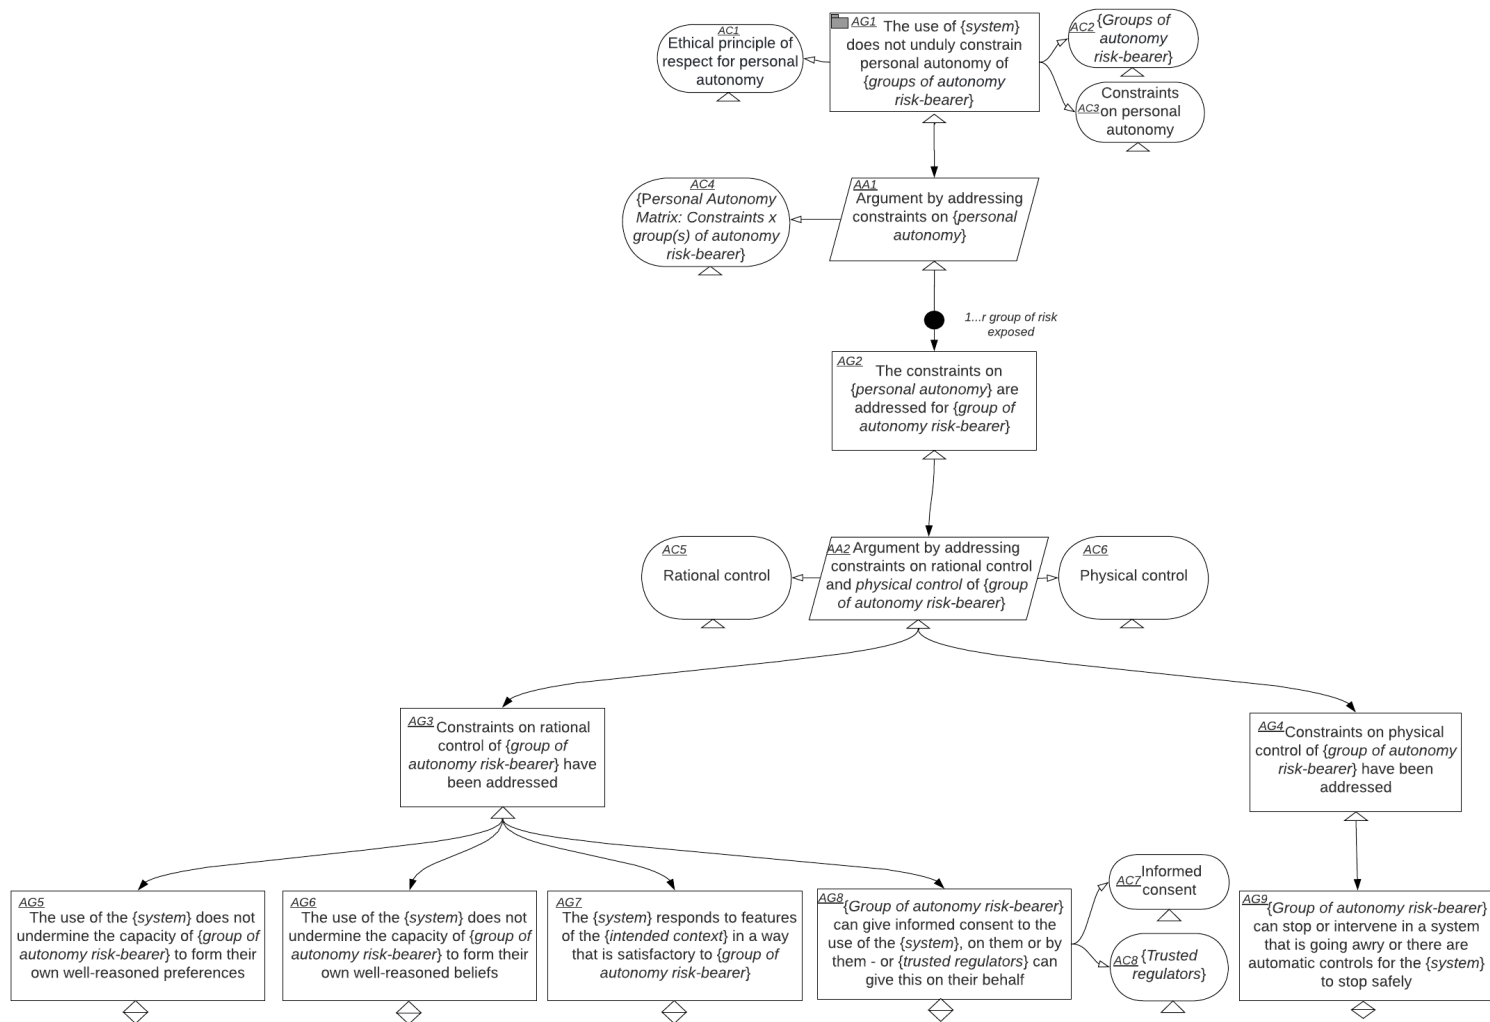 AC1
Ethical principle of
respect for personal
autonomy
AG1 The use of {system}
does not unduly constrain
personal autonomy of
{groups of autonomy
risk-bearer}
AC2 {Groups of
autonomy
risk-bearer}
Constraints
AC3 on personal
autonomy
AC4
{Personal Autonomy
Matrix: Constraints x
group(s) of autonomy
risk-bearer}
AA1
Argument by addressing
constraints on {personal
autonomy}
1...r group of risk
exposed
AG2
The constraints on
{personal autonomy} are
addressed for {group of
autonomy risk-bearer}
AC5
Rational control
AA2 Argument by addressing
constraints on rational control
and physical control of {group
of autonomy risk-bearer}
AC6
Physical control
AG3 Constraints on rational
control of {group of
autonomy risk-bearer} have
been addressed
AG4 Constraints on physical
control of {group of autonomy
risk-bearer} have been
addressed
AG5
The use of the {system} does not
undermine the capacity of {group of
autonomy risk-bearer} to form their
own well-reasoned preferences
AG6
The use of the {system} does not
undermine the capacity of {group of
autonomy risk-bearer} to form their
own well-reasoned beliefs
AG7
The {system} responds to features
of the {intended context} in a way
that is satisfactory to {group of
autonomy risk-bearer}
AG8 {Group of autonomy risk-bearer}
can give informed consent to the
use of the {system}, on them or by
them - or {trusted regulators} can
give this on their behalf
AC7 Informed
consent
AC8 {Trusted
regulators}
AG9 {Group of autonomy risk-bearer}
can stop or intervene in a system
that is going awry or there are
automatic controls for the {system}
to stop safely